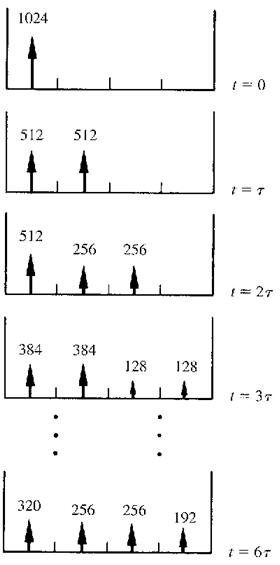 1024
t = 0
512 512
t = τ
512 256 256
t = 2τ
384 384 128 128
t = 3τ
320 256 256 192
t = 6τ